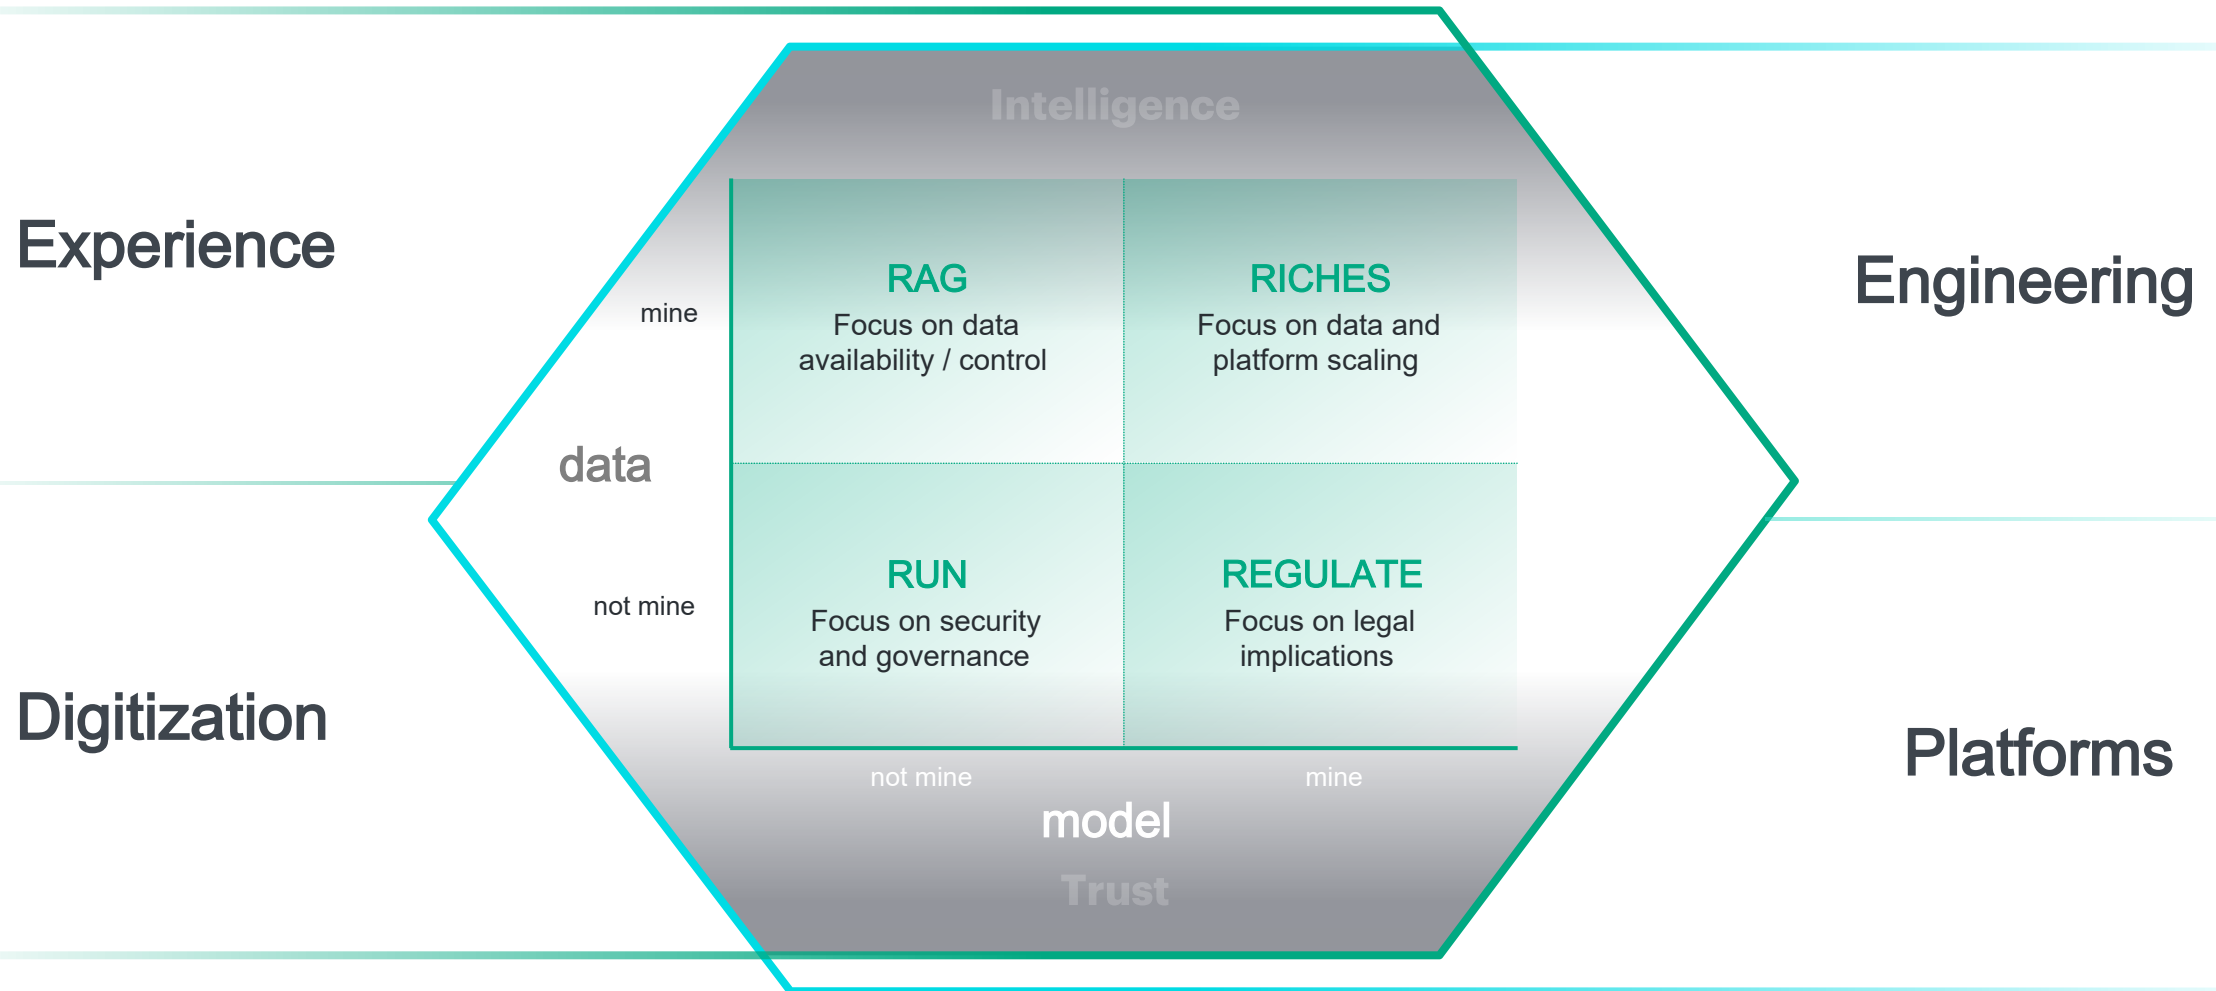 Intelligence
Experience
Engineering
mine
RAG
Focus on data
availability / control
RICHES
Focus on data and
platform scaling
data
not mine
RUN
Focus on security
and governance
REGULATE
Focus on legal
implications
Digitization
Platforms
not mine
mine
model
Trust